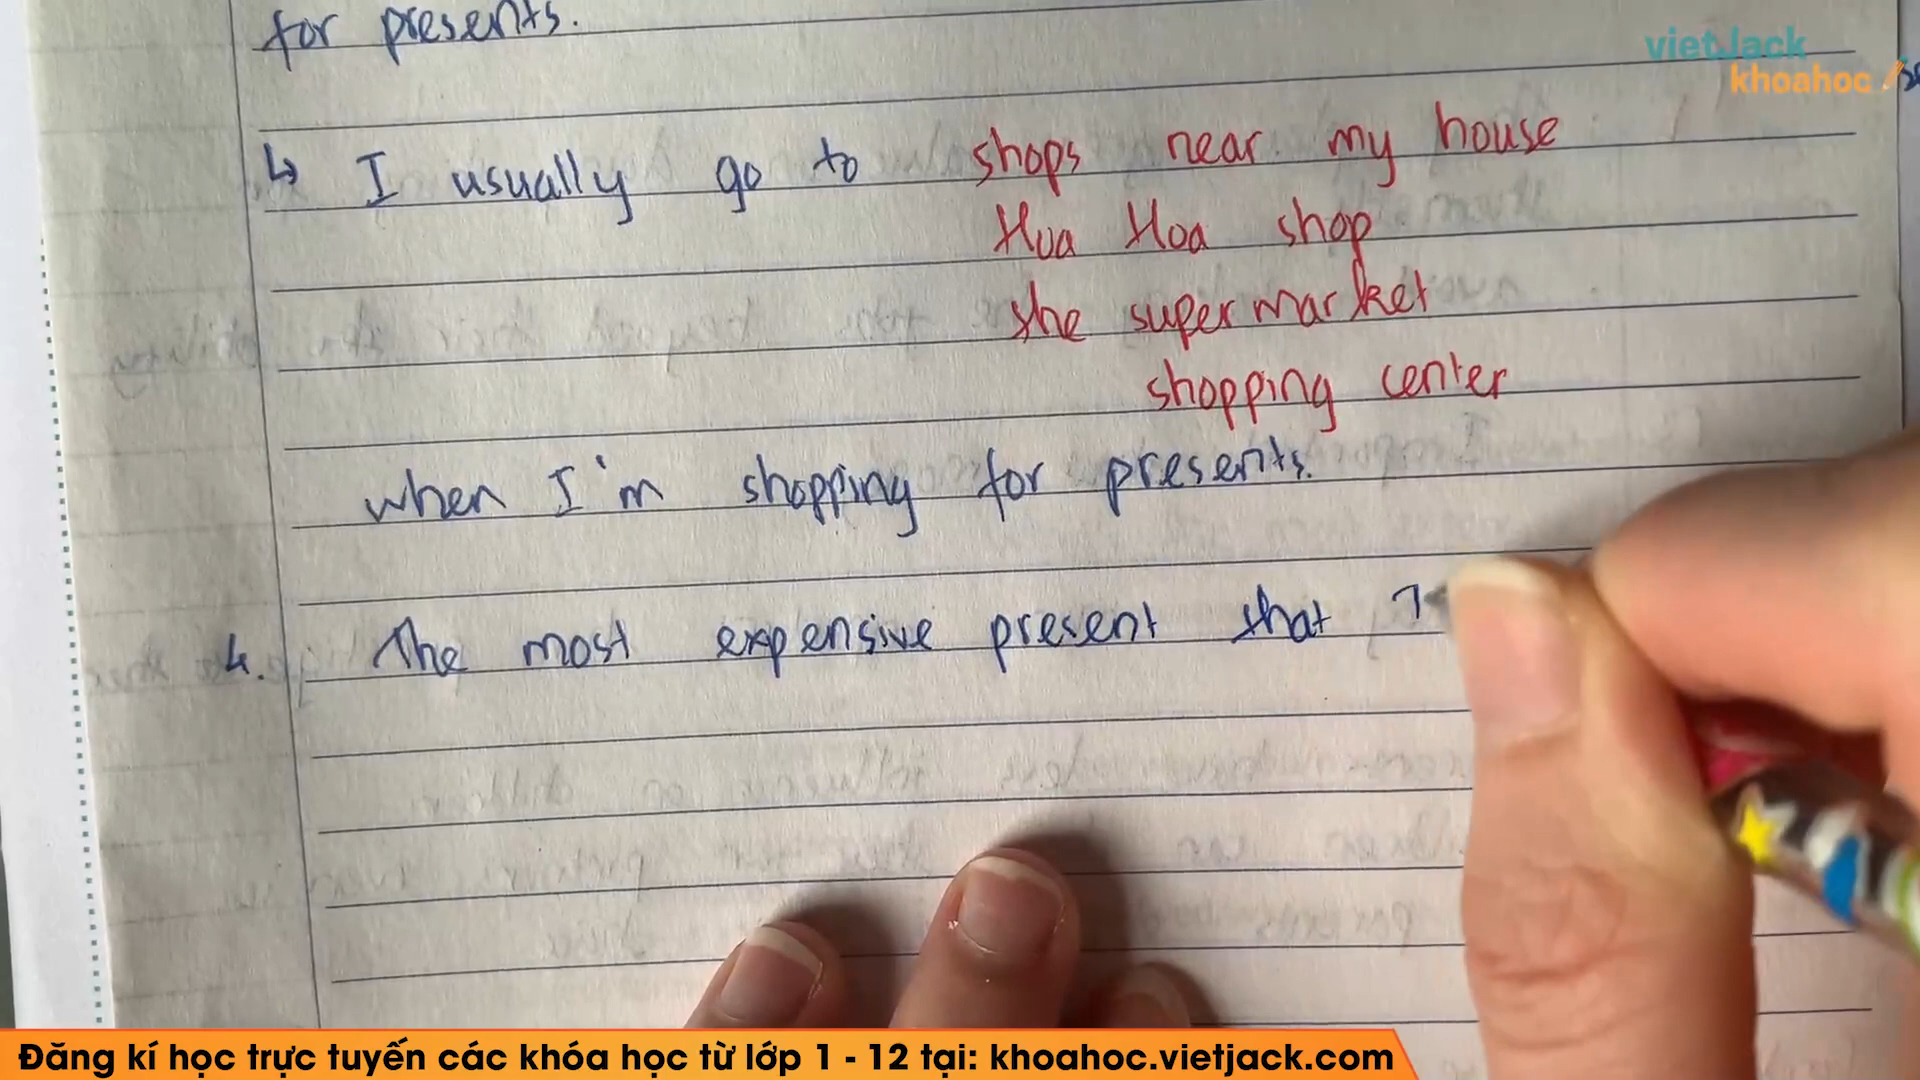 for presents.
vietJack
khoahoc
↳ I usually go to shops near my house
Hua Hoa shop
the supermarket
shopping center
when I'm shopping for presents.
4. The most expensive present that I
Đăng kí học trực tuyến các khóa học từ lớp 1 - 12 tại: khoahoc.vietjack.com